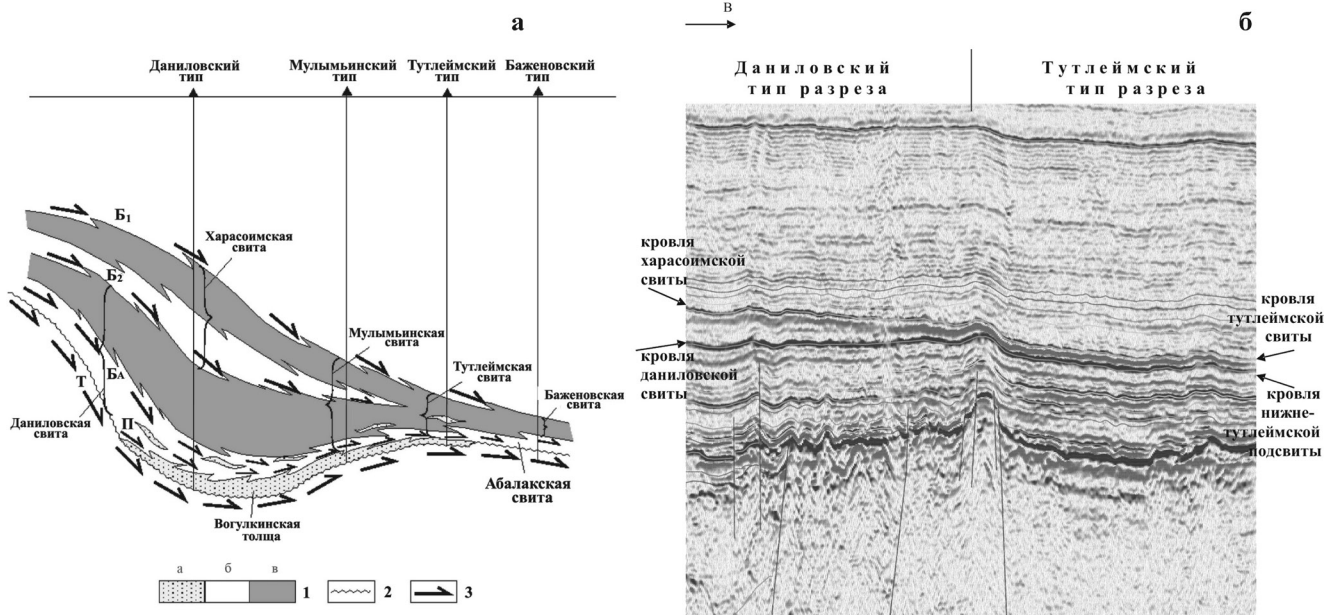 а
Даниловский
тип
Мулымьинский
тип
Тутлеймский
тип
Баженовский
тип
Б1
Харасоимская
свита
Б2
Мулымьинская
свита
Тутлеймская
свита
Баженовская
свита
Т
БА
Даниловская
свита
П
Абалакская
свита
Вогулкинская
толща
а б в
1 2 3
В
б
Даниловский
тип разреза
Тутлеймский
тип разреза
кровля
харасоимской
свиты
кровля
даниловской
свиты
кровля
тутлеймской
свиты
кровля
нижне-
тутлеймской
подсвиты